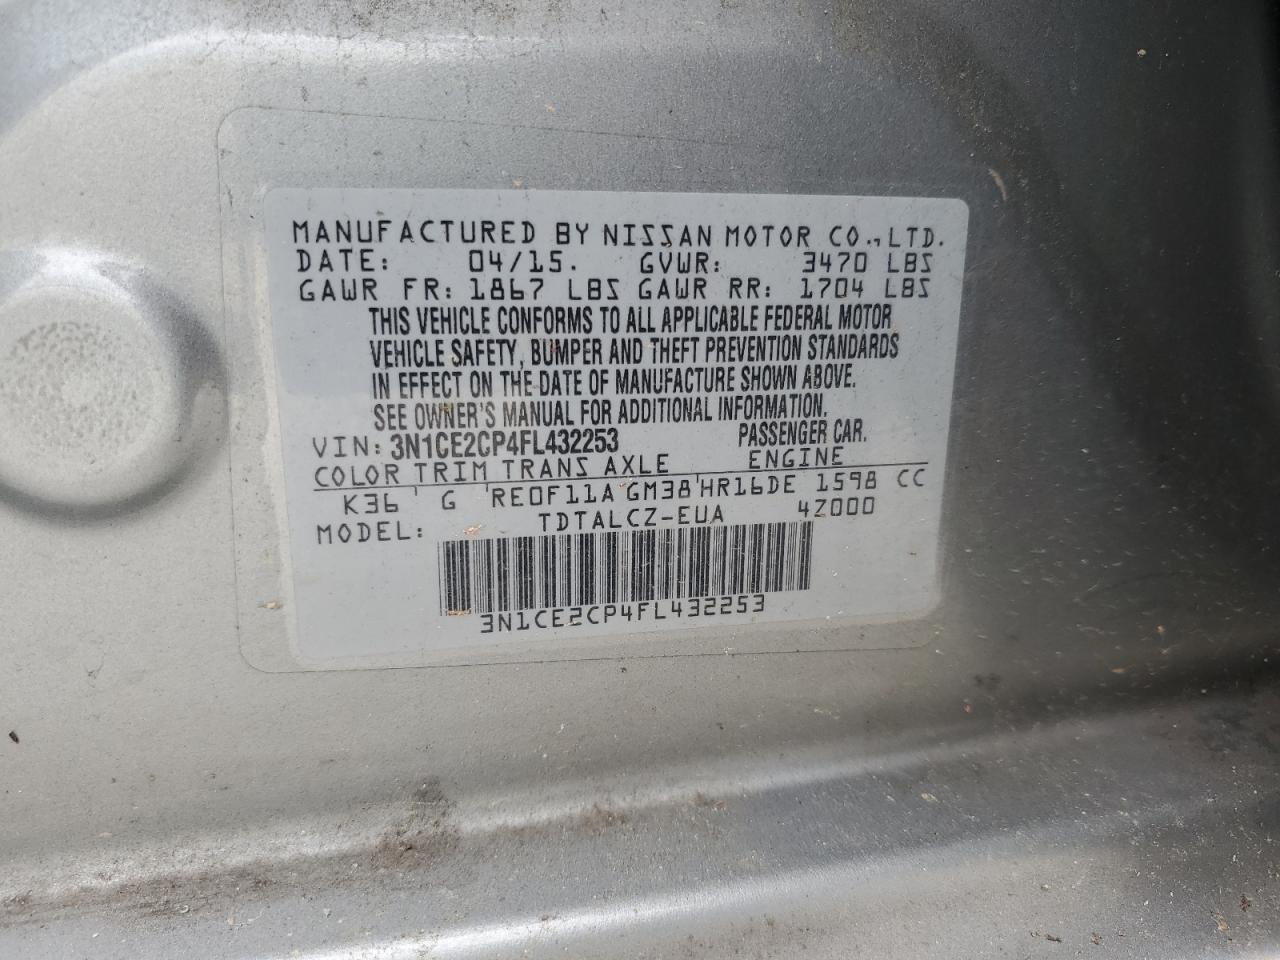 MANUFACTURED BY NISSAN MOTOR CO.,LTD.
DATE: 04/15. GVWR: 3470 LBS
GAWR FR: 1867 LBS GAWR RR: 1704 LBS
THIS VEHICLE CONFORMS TO ALL APPLICABLE FEDERAL MOTOR
VEHICLE SAFETY, BUMPER AND THEFT PREVENTION STANDARDS
IN EFFECT ON THE DATE OF MANUFACTURE SHOWN ABOVE.
SEE OWNER'S MANUAL FOR ADDITIONAL INFORMATION.
VIN: 3N1CE2CP4FL432253 PASSENGER CAR.
COLOR TRIM TRANS AXLE ENGINE
K36 G RE0F11A GM38 HR16DE 1598 CC
MODEL: TDTALCZ-EUA 4Z000
3N1CE2CP4FL432253